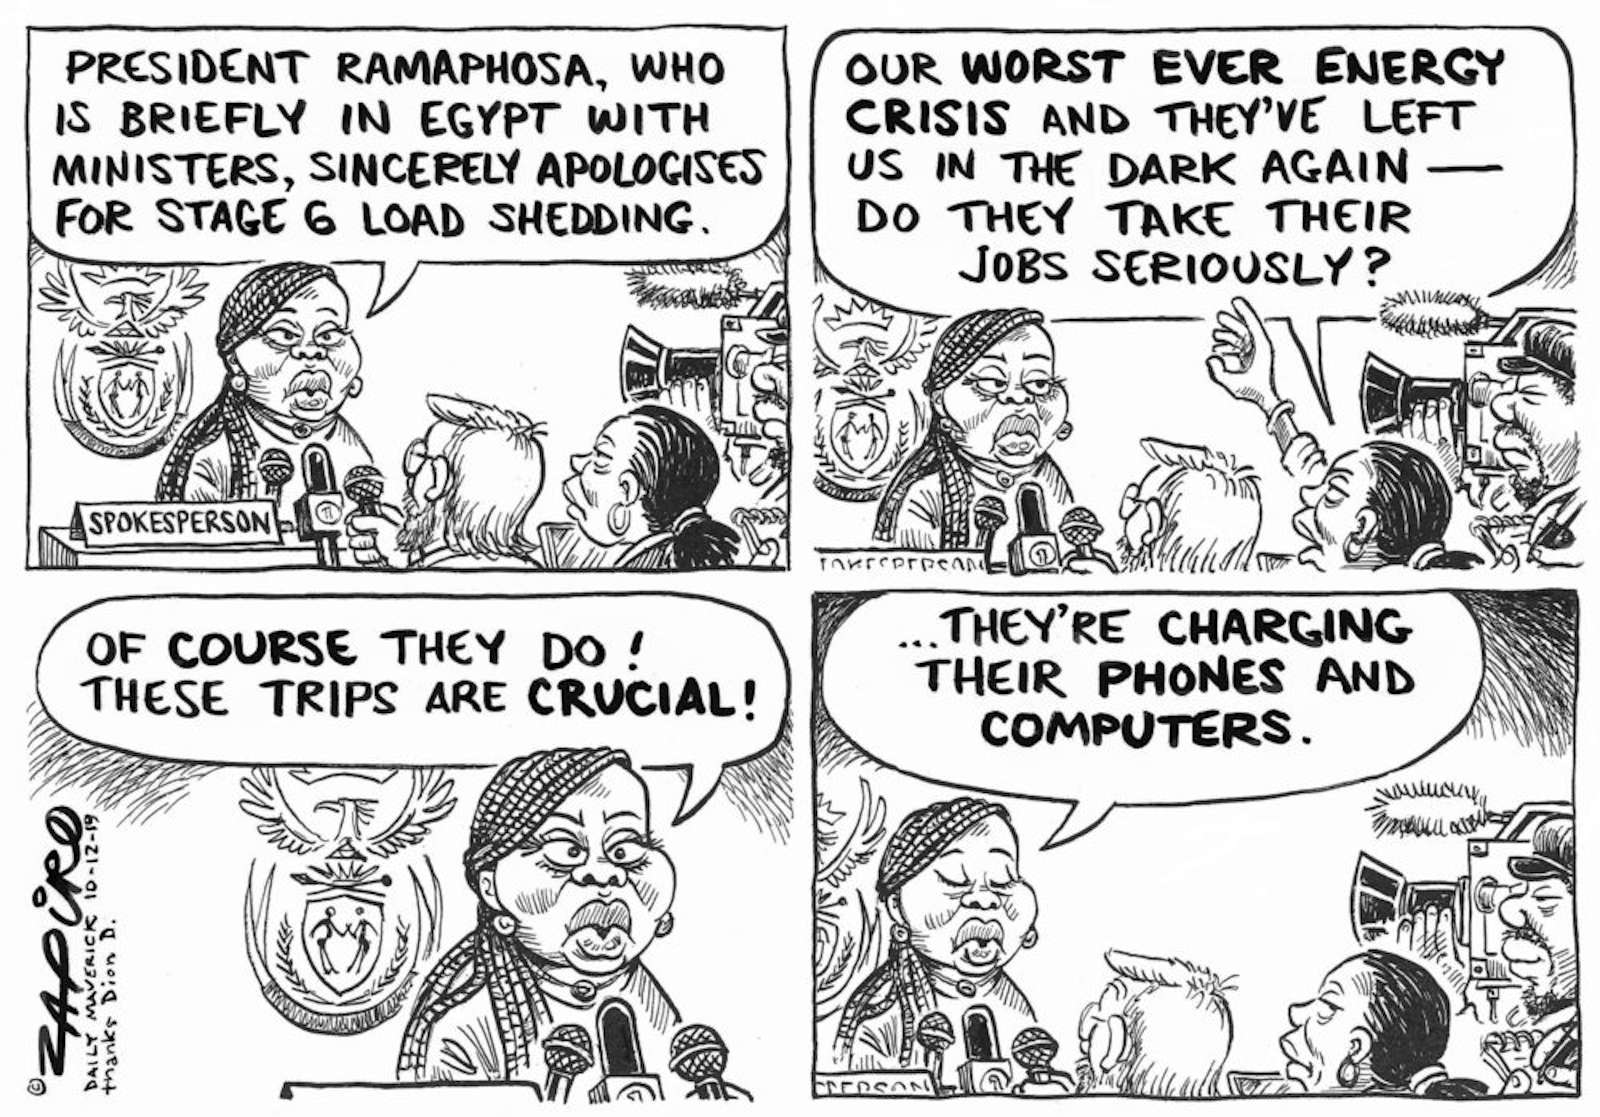 PRESIDENT RAMAPHOSA, WHO
IS BRIEFLY IN EGYPT WITH
MINISTERS, SINCERELY APOLOGISES
FOR STAGE 6 LOAD SHEDDING.
SPOKESPERSON
OUR WORST EVER ENERGY
CRISIS AND THEY'VE LEFT
US IN THE DARK AGAIN —
DO THEY TAKE THEIR
JOBS SERIOUSLY?
OKESPERSON
OF COURSE THEY DO!
THESE TRIPS ARE CRUCIAL!
© ZAPIRO
DAILY MAVERICK 10-12-19
thanks Dion D.
...THEY'RE CHARGING
THEIR PHONES AND
COMPUTERS.
PERSON